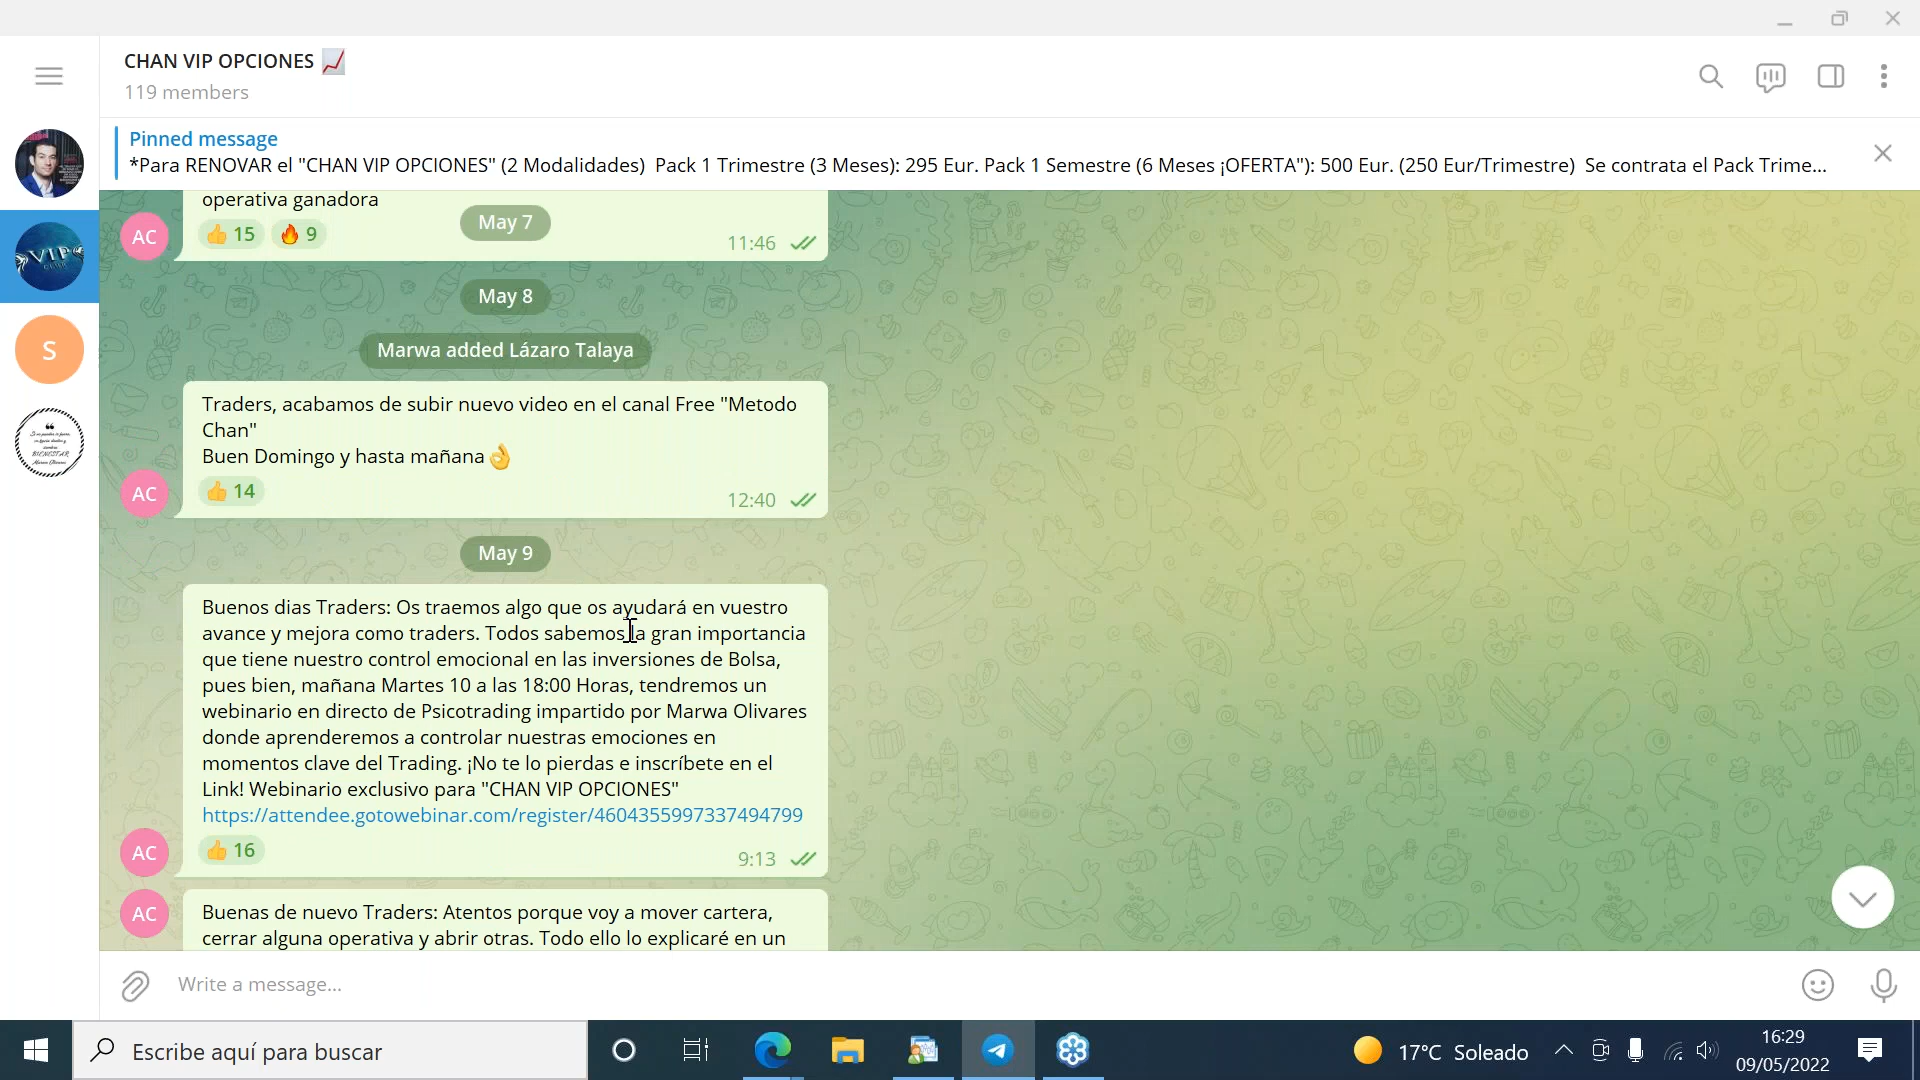 CHAN VIP OPCIONES
119 members
Pinned message
*Para RENOVAR el "CHAN VIP OPCIONES" (2 Modalidades) Pack 1 Trimestre (3 Meses): 295 Eur. Pack 1 Semestre (6 Meses ¡OFERTA"): 500 Eur. (250 Eur/Trimestre) Se contrata el Pack Trime...
operativa ganadora
May 7
AC
👍 15 🔥 9
11:46
May 8
Marwa added Lázaro Talaya
Traders, acabamos de subir nuevo video en el canal Free "Metodo
Chan"
Buen Domingo y hasta mañana👌
AC
👍 14
12:40
May 9
Buenos dias Traders: Os traemos algo que os ayudará en vuestro
avance y mejora como traders. Todos sabemos la gran importancia
que tiene nuestro control emocional en las inversiones de Bolsa,
pues bien, mañana Martes 10 a las 18:00 Horas, tendremos un
webinario en directo de Psicotrading impartido por Marwa Olivares
donde aprenderemos a controlar nuestras emociones en
momentos clave del Trading. ¡No te lo pierdas e inscríbete en el
Link! Webinario exclusivo para "CHAN VIP OPCIONES"
https://attendee.gotowebinar.com/register/4604355997337494799
AC
👍 16
9:13
AC
Buenas de nuevo Traders: Atentos porque voy a mover cartera,
cerrar alguna operativa y abrir otras. Todo ello lo explicaré en un
VIP
S
BIENESTAR
Write a message...
Escribe aquí para buscar
17°C Soleado
16:29
09/05/2022